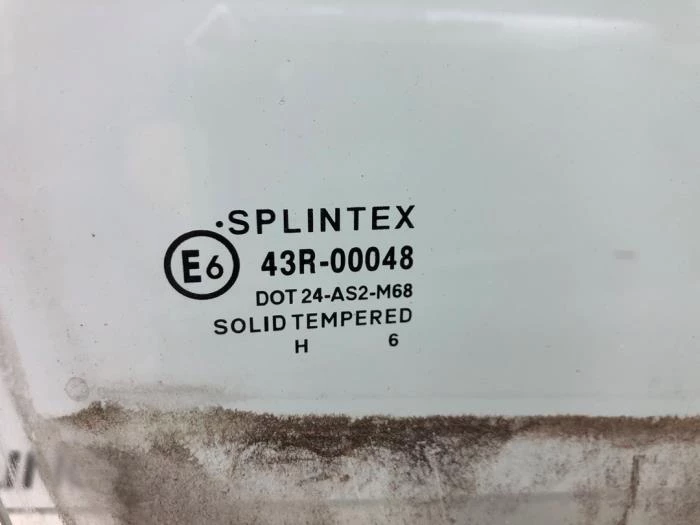 ·SPLINTEX
E6 43R-00048
DOT 24-AS2-M68
SOLID TEMPERED
H 6